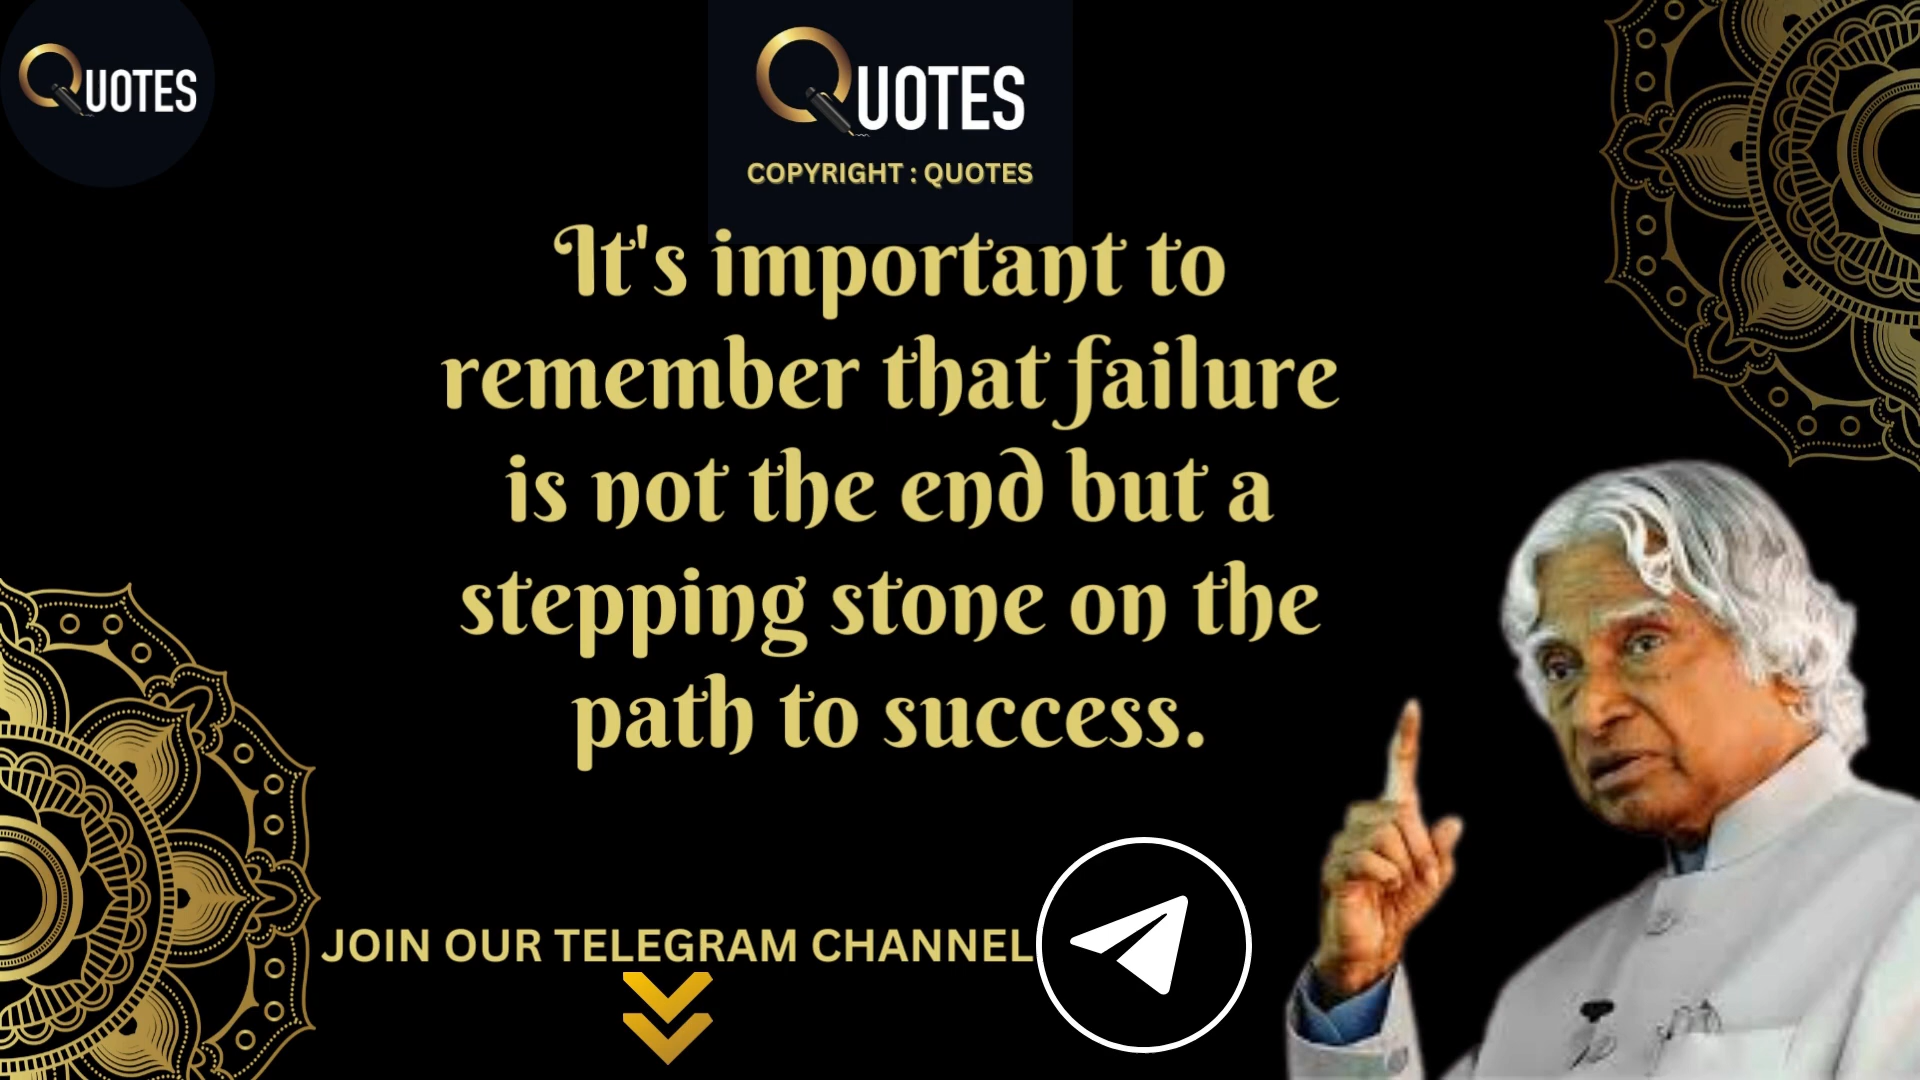 QUOTES
QUOTES
COPYRIGHT : QUOTES
It's important to
remember that failure
is not the end but a
stepping stone on the
path to success.
JOIN OUR TELEGRAM CHANNEL